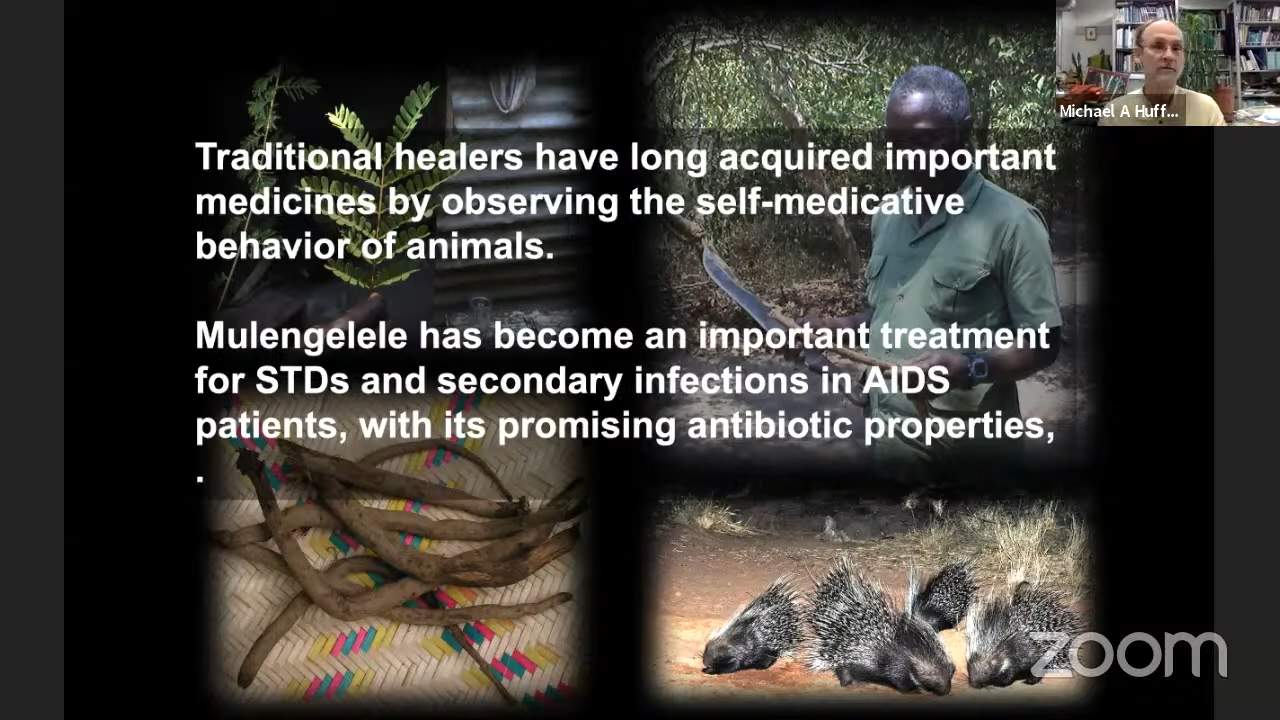 Michael A Huff...
Traditional healers have long acquired important
medicines by observing the self-medicative
behavior of animals.
Mulengelele has become an important treatment
for STDs and secondary infections in AIDS
patients, with its promising antibiotic properties,
.
zoom